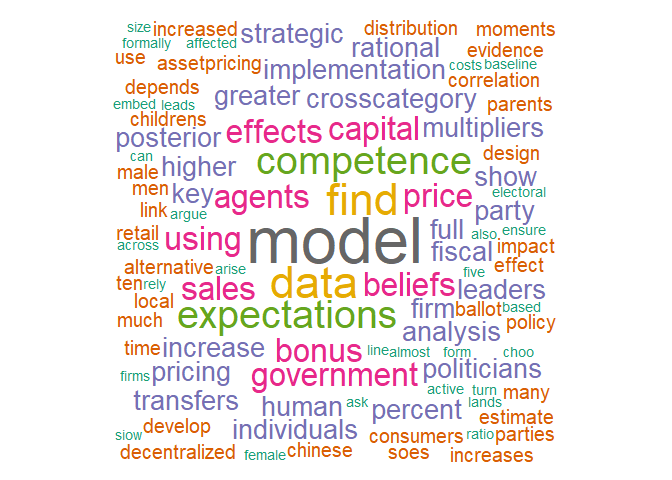 size increased strategic distribution moments
formally affected rational evidence
use assetpricing implementation costs baseline
depends greater crosscategory correlation
embed leads parents
childrens effects capital multipliers
posterior design
can competence show
male higher
men key agents find price electoral
link argue party
retail using model full also. ensure
across fiscal impact
alternative arise data beliefs five effect
ten rely sales leaders
local expectations firm ballot based
much analysis policy
time increase bonus line almost form choo
firms pricing government politicians
transfers active turn many
human ask percent lands
develop individuals estimate
siow consumers ratio parties
decentralized female chinese soes increases